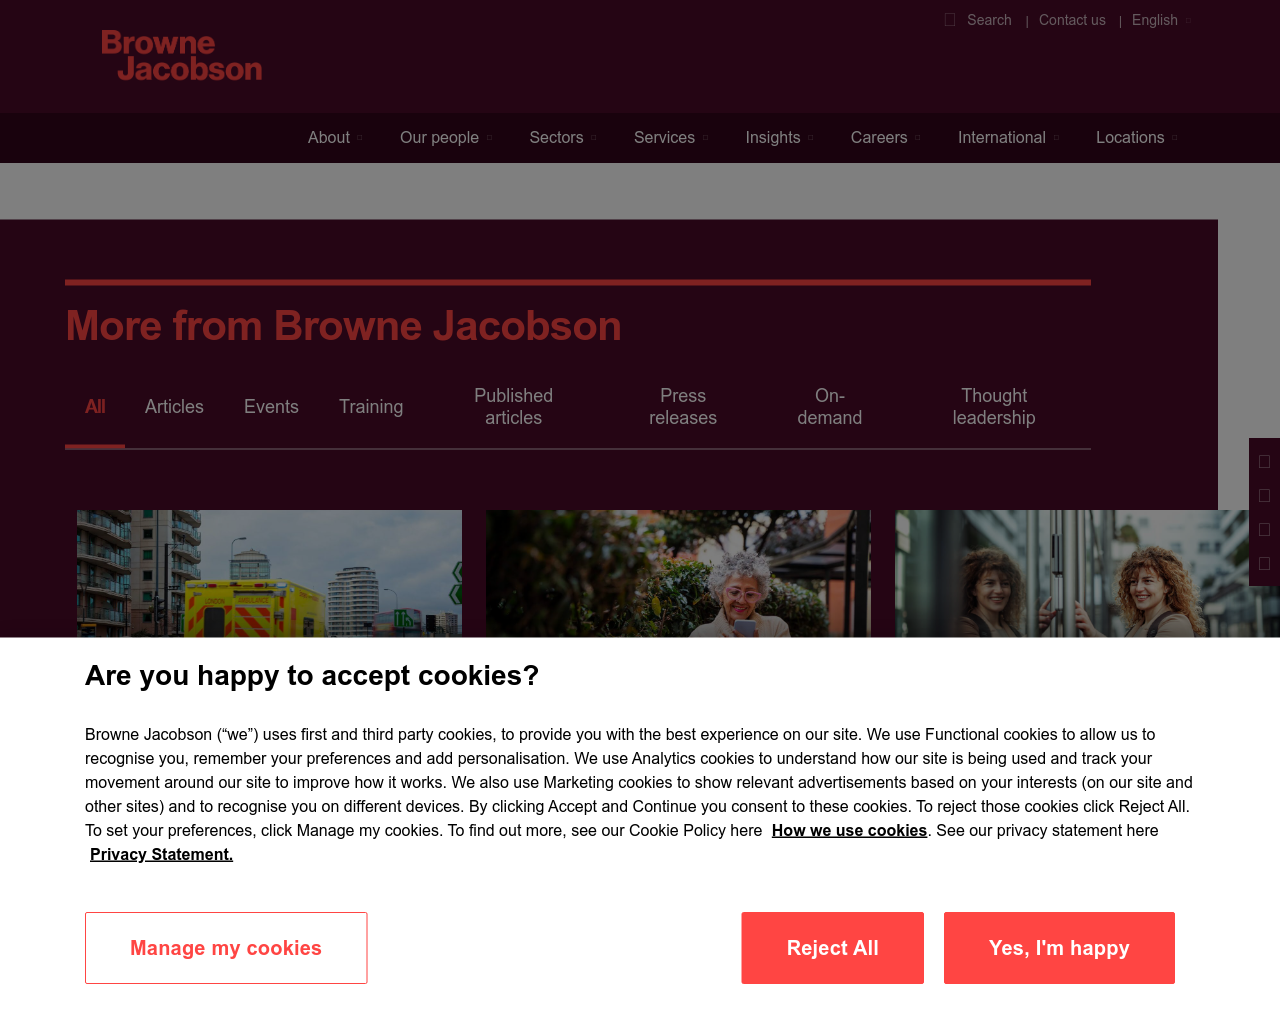 Search | Contact us | English
Browne
Jacobson
About Our people Sectors Services Insights Careers International Locations
More from Browne Jacobson
All Articles Events Training Published articles Press releases On-demand Thought leadership
LONDON AMBULANCE
Are you happy to accept cookies?
Browne Jacobson (“we”) uses first and third party cookies, to provide you with the best experience on our site. We use Functional cookies to allow us to
recognise you, remember your preferences and add personalisation. We use Analytics cookies to understand how our site is being used and track your
movement around our site to improve how it works. We also use Marketing cookies to show relevant advertisements based on your interests (on our site and
other sites) and to recognise you on different devices. By clicking Accept and Continue you consent to these cookies. To reject those cookies click Reject All.
To set your preferences, click Manage my cookies. To find out more, see our Cookie Policy here How we use cookies. See our privacy statement here
Privacy Statement.
Manage my cookies Reject All Yes, I'm happy